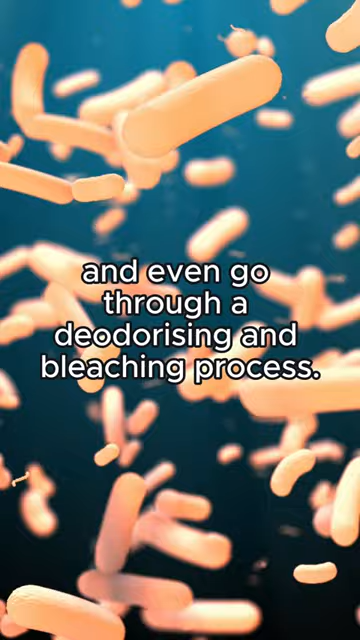 and even go
through a
deodorising and
bleaching process.